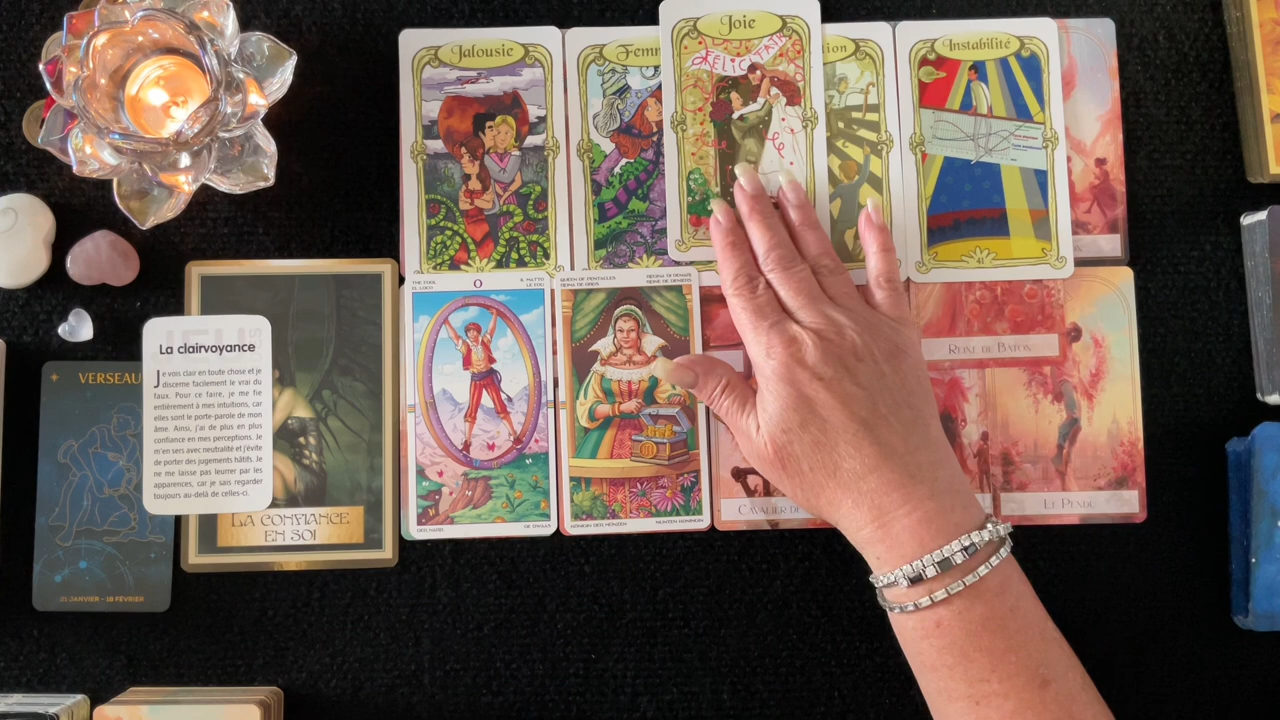 Jalousie
Joie
FÉLICITATI
Instabilité
41
THE FOOL
EL LOCO
0
IL MATTO
LE FOU
QUEEN OF PENTACLES
REINA DE OROS
REGINA DI DENARI
REINE DE DENIERS
La clairvoyance
Je vois clair en toute chose et je
discerne facilement le vrai du
faux. Pour ce faire, je me fie
entièrement à mes intuitions, car
elles sont le porte-parole de mon
âme. Ainsi, j'ai de plus en plus
confiance en mes perceptions. Je
m'en sers avec neutralité et j'évite
de porter des jugements hâtifs. Je
ne me laisse pas leurrer par les
apparences, car je sais regarder
toujours au-delà de celles-ci.
VERSEAU
21 JANVIER - 18 FÉVRIER
LA CONFIANCE
EN SOI
DER NARR
DE DWAAS
KÖNIGIN DER MÜNZEN
MUNTEN KONINGIN
REINE DE BATON
CAVALIER DE
LE PENDU